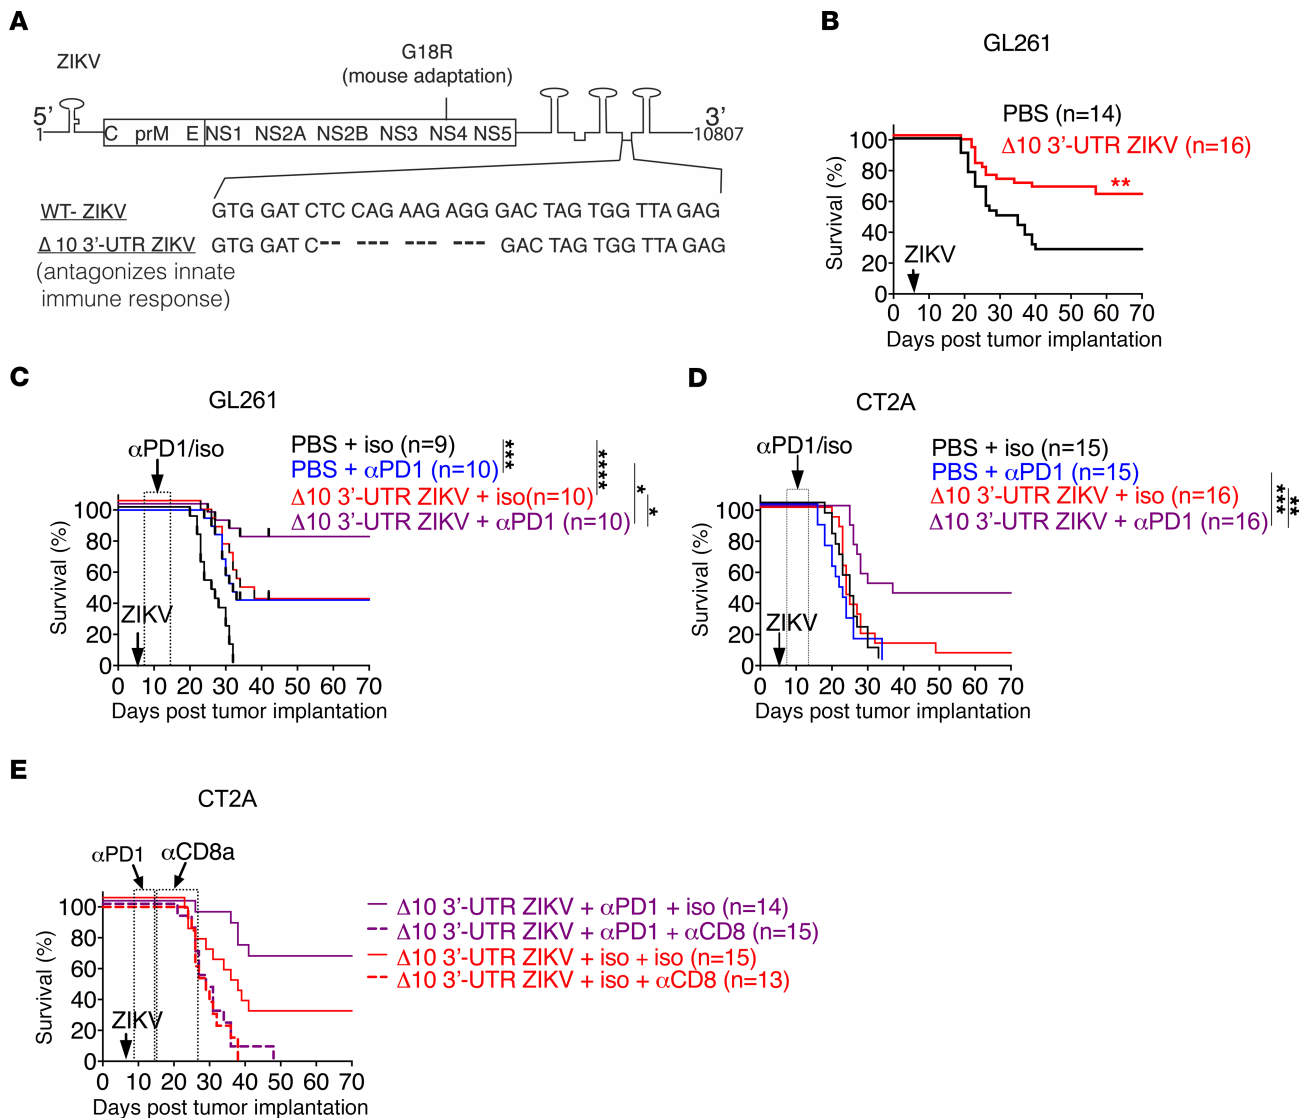 A
ZIKV
G18R
(mouse adaptation)
5’
3’
1
C prM E NS1 NS2A NS2B NS3 NS4 NS5
10807
WT- ZIKV
GTG GAT CTC CAG AAG AGG GAC TAG TGG TTA GAG
Δ 10 3’-UTR ZIKV
GTG GAT C-- --- --- --- GAC TAG TGG TTA GAG
(antagonizes innate
immune response)
B
GL261
PBS (n=14)
Δ10 3’-UTR ZIKV (n=16)
**
Survival (%)
100
80
60
40
20
0
ZIKV
0 10 20 30 40 50 60 70
Days post tumor implantation
C
GL261
αPD1/iso
PBS + iso (n=9)
PBS + αPD1 (n=10)
Δ10 3’-UTR ZIKV + iso(n=10)
Δ10 3’-UTR ZIKV + αPD1 (n=10)
***
****
*
*
Survival (%)
100
80
60
40
20
0
ZIKV
0 10 20 30 40 50 60 70
Days post tumor implantation
D
CT2A
αPD1/iso
PBS + iso (n=15)
PBS + αPD1 (n=15)
Δ10 3’-UTR ZIKV + iso (n=16)
Δ10 3’-UTR ZIKV + αPD1 (n=16)
***
**
Survival (%)
100
80
60
40
20
0
ZIKV
0 10 20 30 40 50 60 70
Days post tumor implantation
E
CT2A
αPD1
αCD8a
Δ10 3’-UTR ZIKV + αPD1 + iso (n=14)
Δ10 3’-UTR ZIKV + αPD1 + αCD8 (n=15)
Δ10 3’-UTR ZIKV + iso + iso (n=15)
Δ10 3’-UTR ZIKV + iso + αCD8 (n=13)
Survival (%)
100
80
60
40
20
0
ZIKV
0 10 20 30 40 50 60 70
Days post tumor implantation